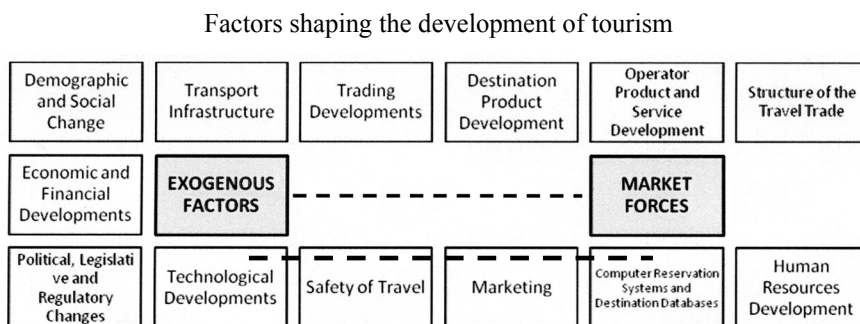 Factors shaping the development of tourism
Demographic
and Social
Change
Transport
Infrastructure
Trading
Developments
Destination
Product
Development
Operator
Product and
Service
Development
Structure of the
Travel Trade
Economic and
Financial
Developments
EXOGENOUS
FACTORS
MARKET
FORCES
Political, Legislati
ve and
Regulatory
Changes
Technological
Developments
Safety of Travel
Marketing
Computer Reservation
Systems and
Destination Databases
Human
Resources
Development